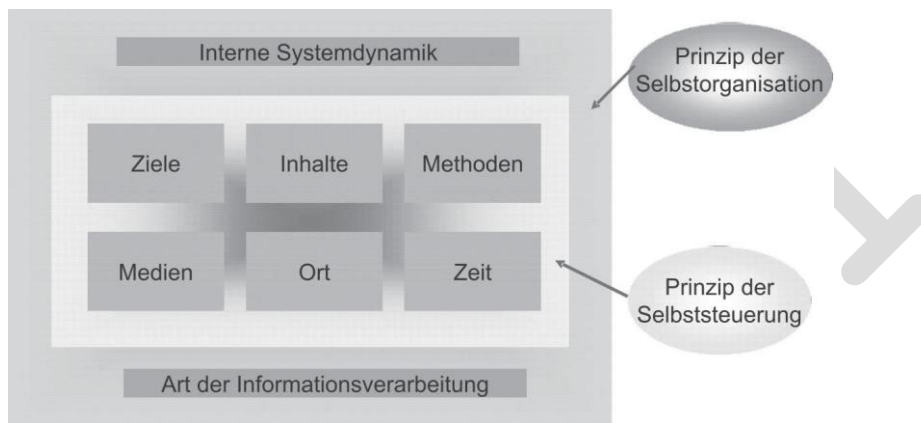 Interne Systemdynamik
Prinzip der
Selbstorganisation
Ziele
Inhalte
Methoden
Medien
Ort
Zeit
Prinzip der
Selbststeuerung
Art der Informationsverarbeitung